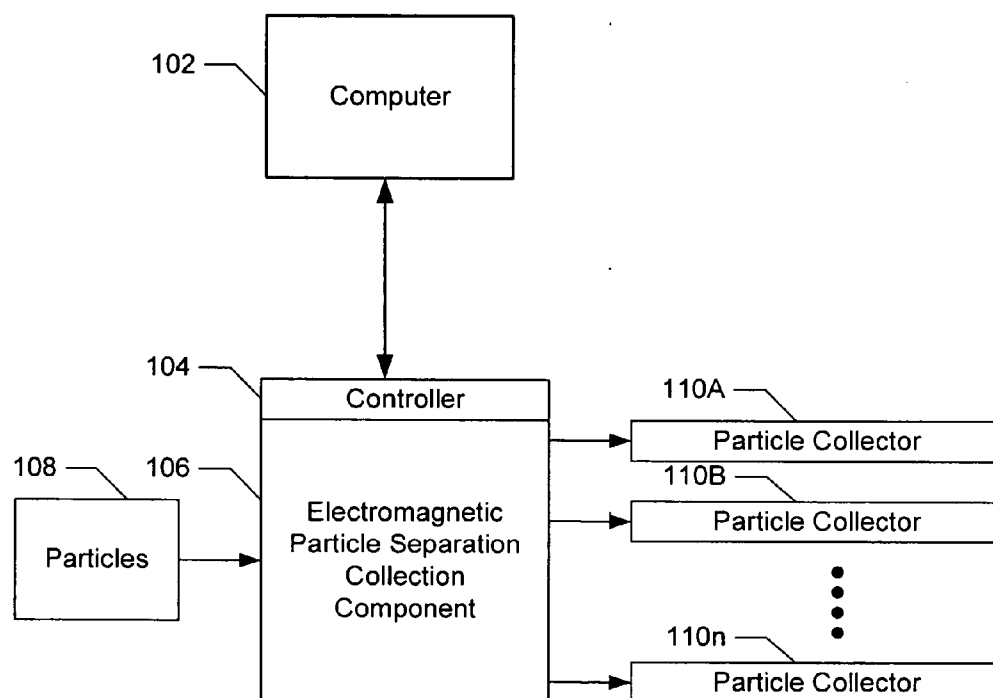 102
Computer
104
Controller
110A
Particle Collector
108
106
110B
Particle Collector
Particles
Electromagnetic
Particle Separation
Collection
Component
110n
Particle Collector